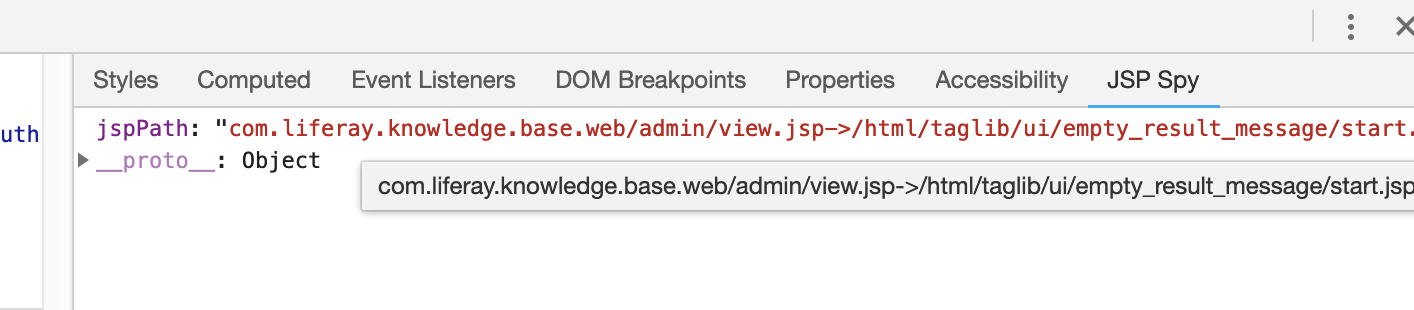 Styles Computed Event Listeners DOM Breakpoints Properties Accessibility JSP Spy
uth
jspPath: "com.liferay.knowledge.base.web/admin/view.jsp->/html/taglib/ui/empty_result_message/start.
__proto__: Object
com.liferay.knowledge.base.web/admin/view.jsp->/html/taglib/ui/empty_result_message/start.jsp